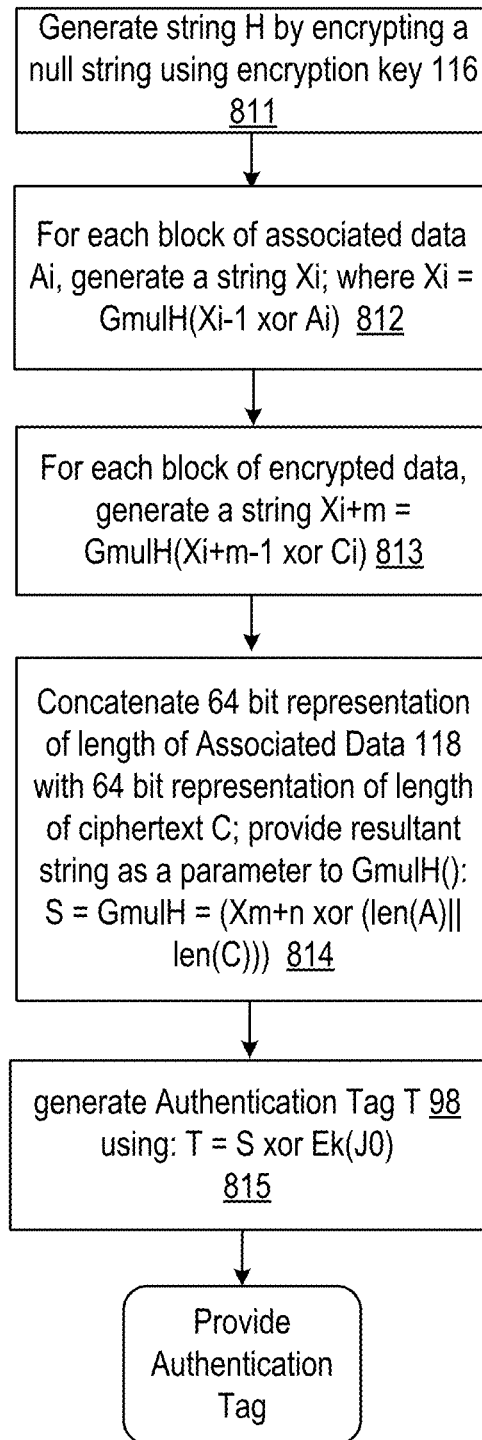 Generate string H by encrypting a
null string using encryption key 116
811
For each block of associated data
Ai, generate a string Xi; where Xi =
GmulH(Xi-1 xor Ai) 812
For each block of encrypted data,
generate a string Xi+m =
GmulH(Xi+m-1 xor Ci) 813
Concatenate 64 bit representation
of length of Associated Data 118
with 64 bit representation of length
of ciphertext C; provide resultant
string as a parameter to GmulH():
S = GmulH = (Xm+n xor (len(A)||
len(C))) 814
generate Authentication Tag T 98
using: T = S xor Ek(J0)
815
Provide
Authentication
Tag